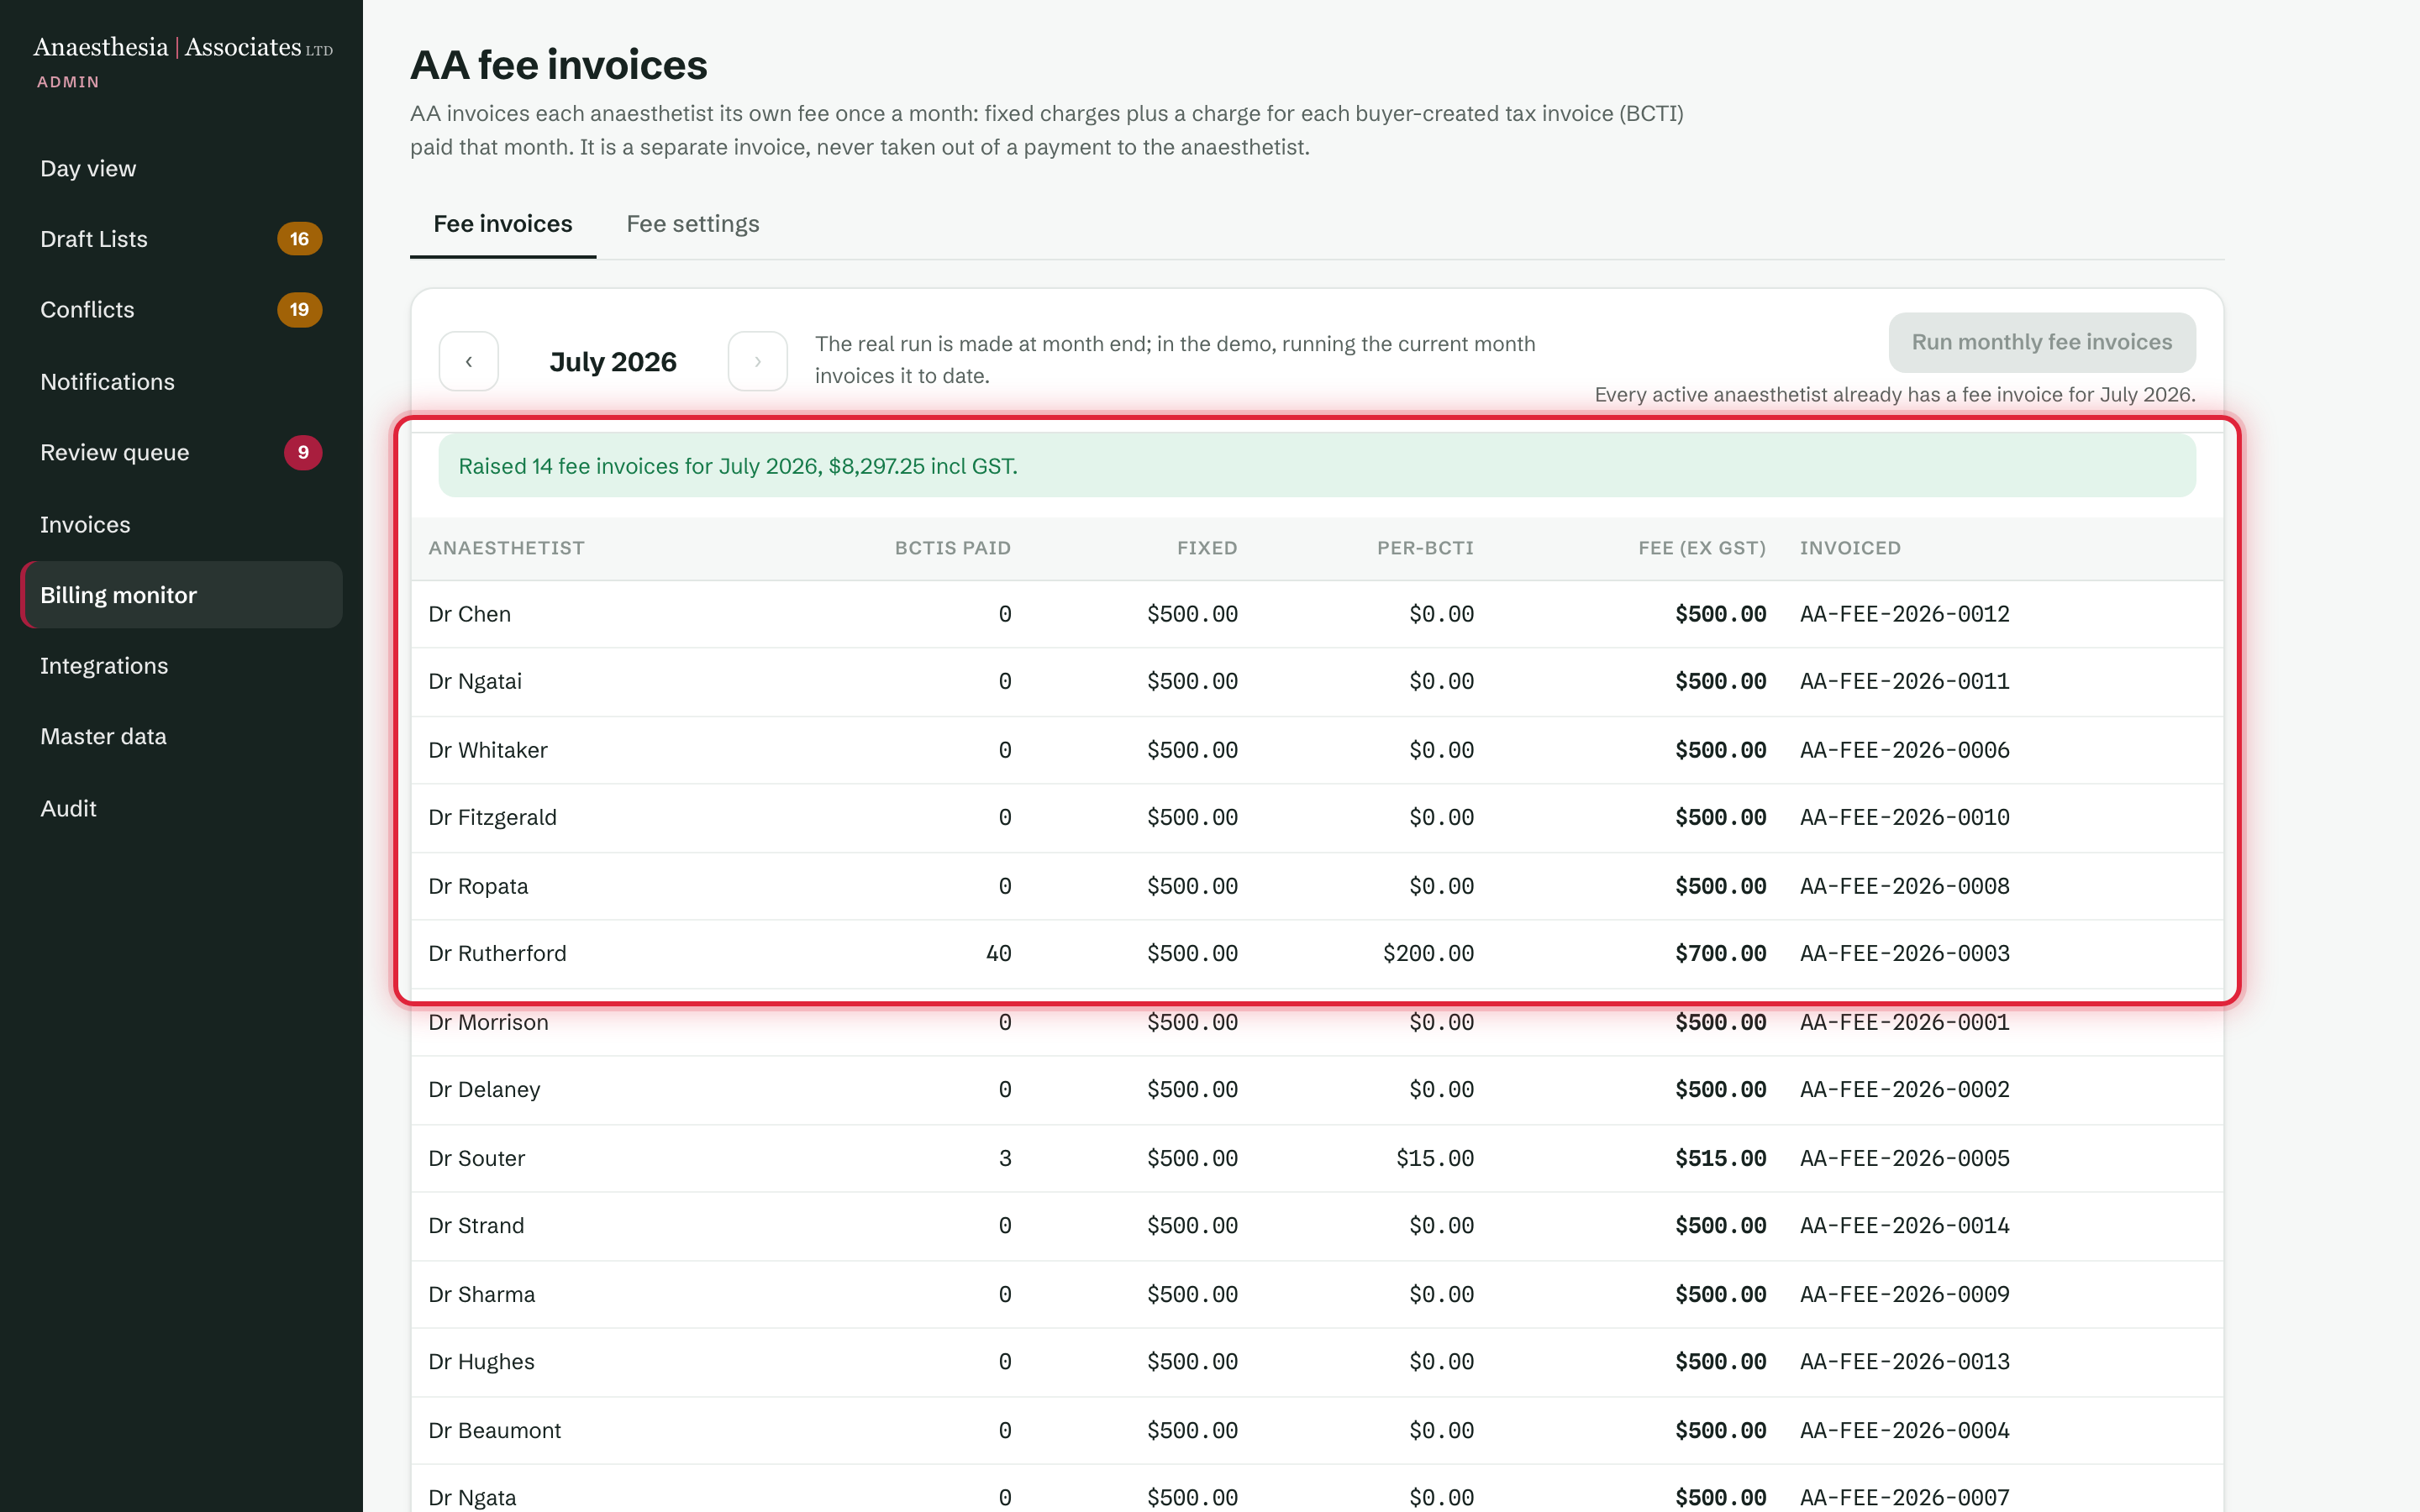 Anaesthesia | Associates LTD
ADMIN
Day view
Draft Lists 16
Conflicts 19
Notifications
Review queue 9
Invoices
Billing monitor
Integrations
Master data
Audit
AA fee invoices
AA invoices each anaesthetist its own fee once a month: fixed charges plus a charge for each buyer-created tax invoice (BCTI)
paid that month. It is a separate invoice, never taken out of a payment to the anaesthetist.
Fee invoices Fee settings
‹ July 2026 ›
The real run is made at month end; in the demo, running the current month
invoices it to date.
Run monthly fee invoices
Every active anaesthetist already has a fee invoice for July 2026.
Raised 14 fee invoices for July 2026, $8,297.25 incl GST.
ANAESTHETIST BCTIS PAID FIXED PER-BCTI FEE (EX GST) INVOICED
Dr Chen 0 $500.00 $0.00 $500.00 AA-FEE-2026-0012
Dr Ngatai 0 $500.00 $0.00 $500.00 AA-FEE-2026-0011
Dr Whitaker 0 $500.00 $0.00 $500.00 AA-FEE-2026-0006
Dr Fitzgerald 0 $500.00 $0.00 $500.00 AA-FEE-2026-0010
Dr Ropata 0 $500.00 $0.00 $500.00 AA-FEE-2026-0008
Dr Rutherford 40 $500.00 $200.00 $700.00 AA-FEE-2026-0003
Dr Morrison 0 $500.00 $0.00 $500.00 AA-FEE-2026-0001
Dr Delaney 0 $500.00 $0.00 $500.00 AA-FEE-2026-0002
Dr Souter 3 $500.00 $15.00 $515.00 AA-FEE-2026-0005
Dr Strand 0 $500.00 $0.00 $500.00 AA-FEE-2026-0014
Dr Sharma 0 $500.00 $0.00 $500.00 AA-FEE-2026-0009
Dr Hughes 0 $500.00 $0.00 $500.00 AA-FEE-2026-0013
Dr Beaumont 0 $500.00 $0.00 $500.00 AA-FEE-2026-0004
Dr Ngata 0 $500.00 $0.00 $500.00 AA-FEE-2026-0007